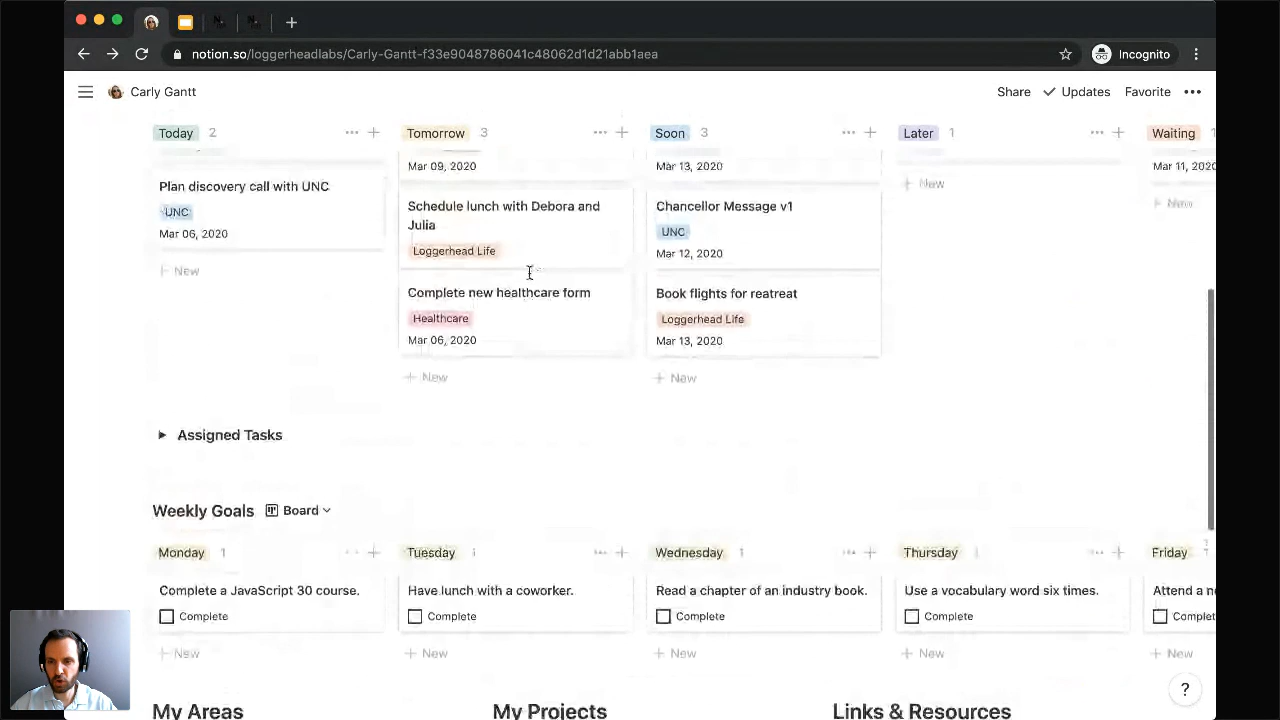 notion.so/loggerheadlabs/Carly-Gantt-f33e9048786041c48062d1d21abb1aea
Incognito
Carly Gantt
Share
Updates
Favorite
Today 2
Tomorrow 3
Soon 3
Later 1
Waiting 1
Mar 09, 2020
Mar 13, 2020
Mar 11, 2020
Plan discovery call with UNC
UNC
Mar 06, 2020
+ New
Schedule lunch with Debora and
Julia
Loggerhead Life
Complete new healthcare form
Healthcare
Mar 06, 2020
+ New
Chancellor Message v1
UNC
Mar 12, 2020
Book flights for reatreat
Loggerhead Life
Mar 13, 2020
+ New
+ New
+ New
Assigned Tasks
Weekly Goals Board
Monday 1
Tuesday 1
Wednesday 1
Thursday 1
Friday
Complete a JavaScript 30 course.
Complete
+ New
Have lunch with a coworker.
Complete
+ New
Read a chapter of an industry book.
Complete
+ New
Use a vocabulary word six times.
Complete
+ New
Attend a n
Complet
+ New
My Areas
My Projects
Links & Resources
?